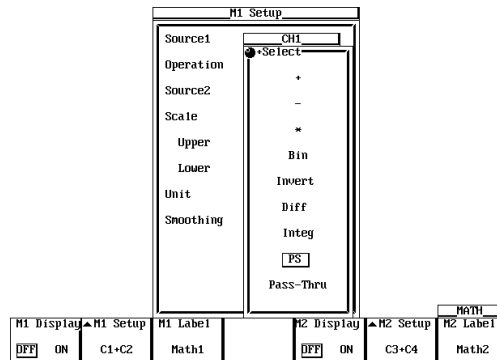 M1 Setup
Source1
CH1
Operation
+Select
Source2
Scale
Upper
Lower
Unit
Smoothing
+
-
*
Bin
Invert
Diff
Integ
PS
Pass-Thru
MATH
M1 Display
▲M1 Setup
M1 Label
M2 Display
▲M2 Setup
M2 Label
OFF ON
C1+C2
Math1
OFF ON
C3+C4
Math2